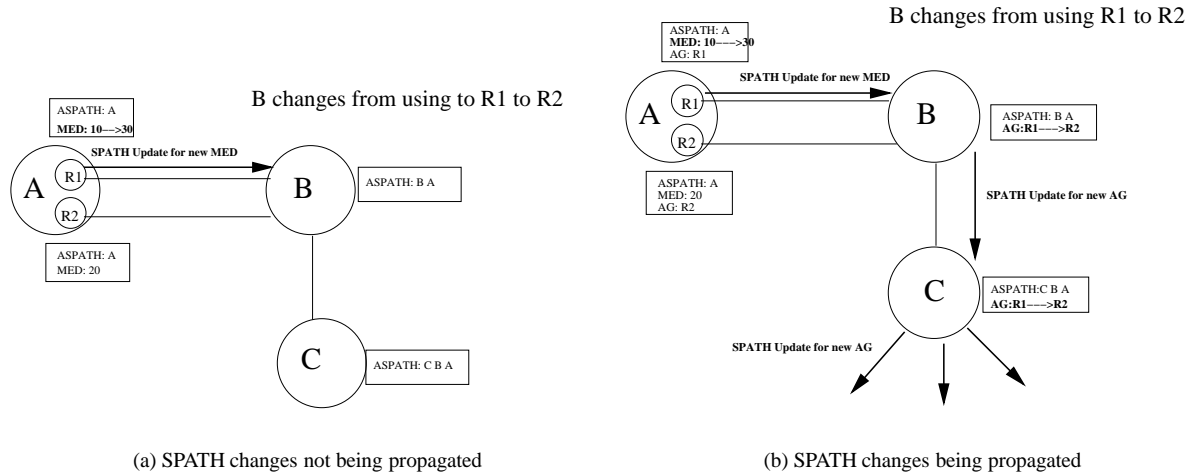 B changes from using to R1 to R2
ASPATH: A
MED: 10−−>30
SPATH Update for new MED
A
R1
R2
B
ASPATH: B A
ASPATH: A
MED: 20
C
ASPATH: C B A
(a) SPATH changes not being propagated
B changes from using R1 to R2
ASPATH: A
MED: 10−−−>30
AG: R1
SPATH Update for new MED
A
R1
R2
B
ASPATH: B A
AG:R1−−−>R2
ASPATH: A
MED: 20
AG: R2
SPATH Update for new AG
C
ASPATH:C B A
AG:R1−−−>R2
SPATH Update for new AG
(b) SPATH changes being propagated